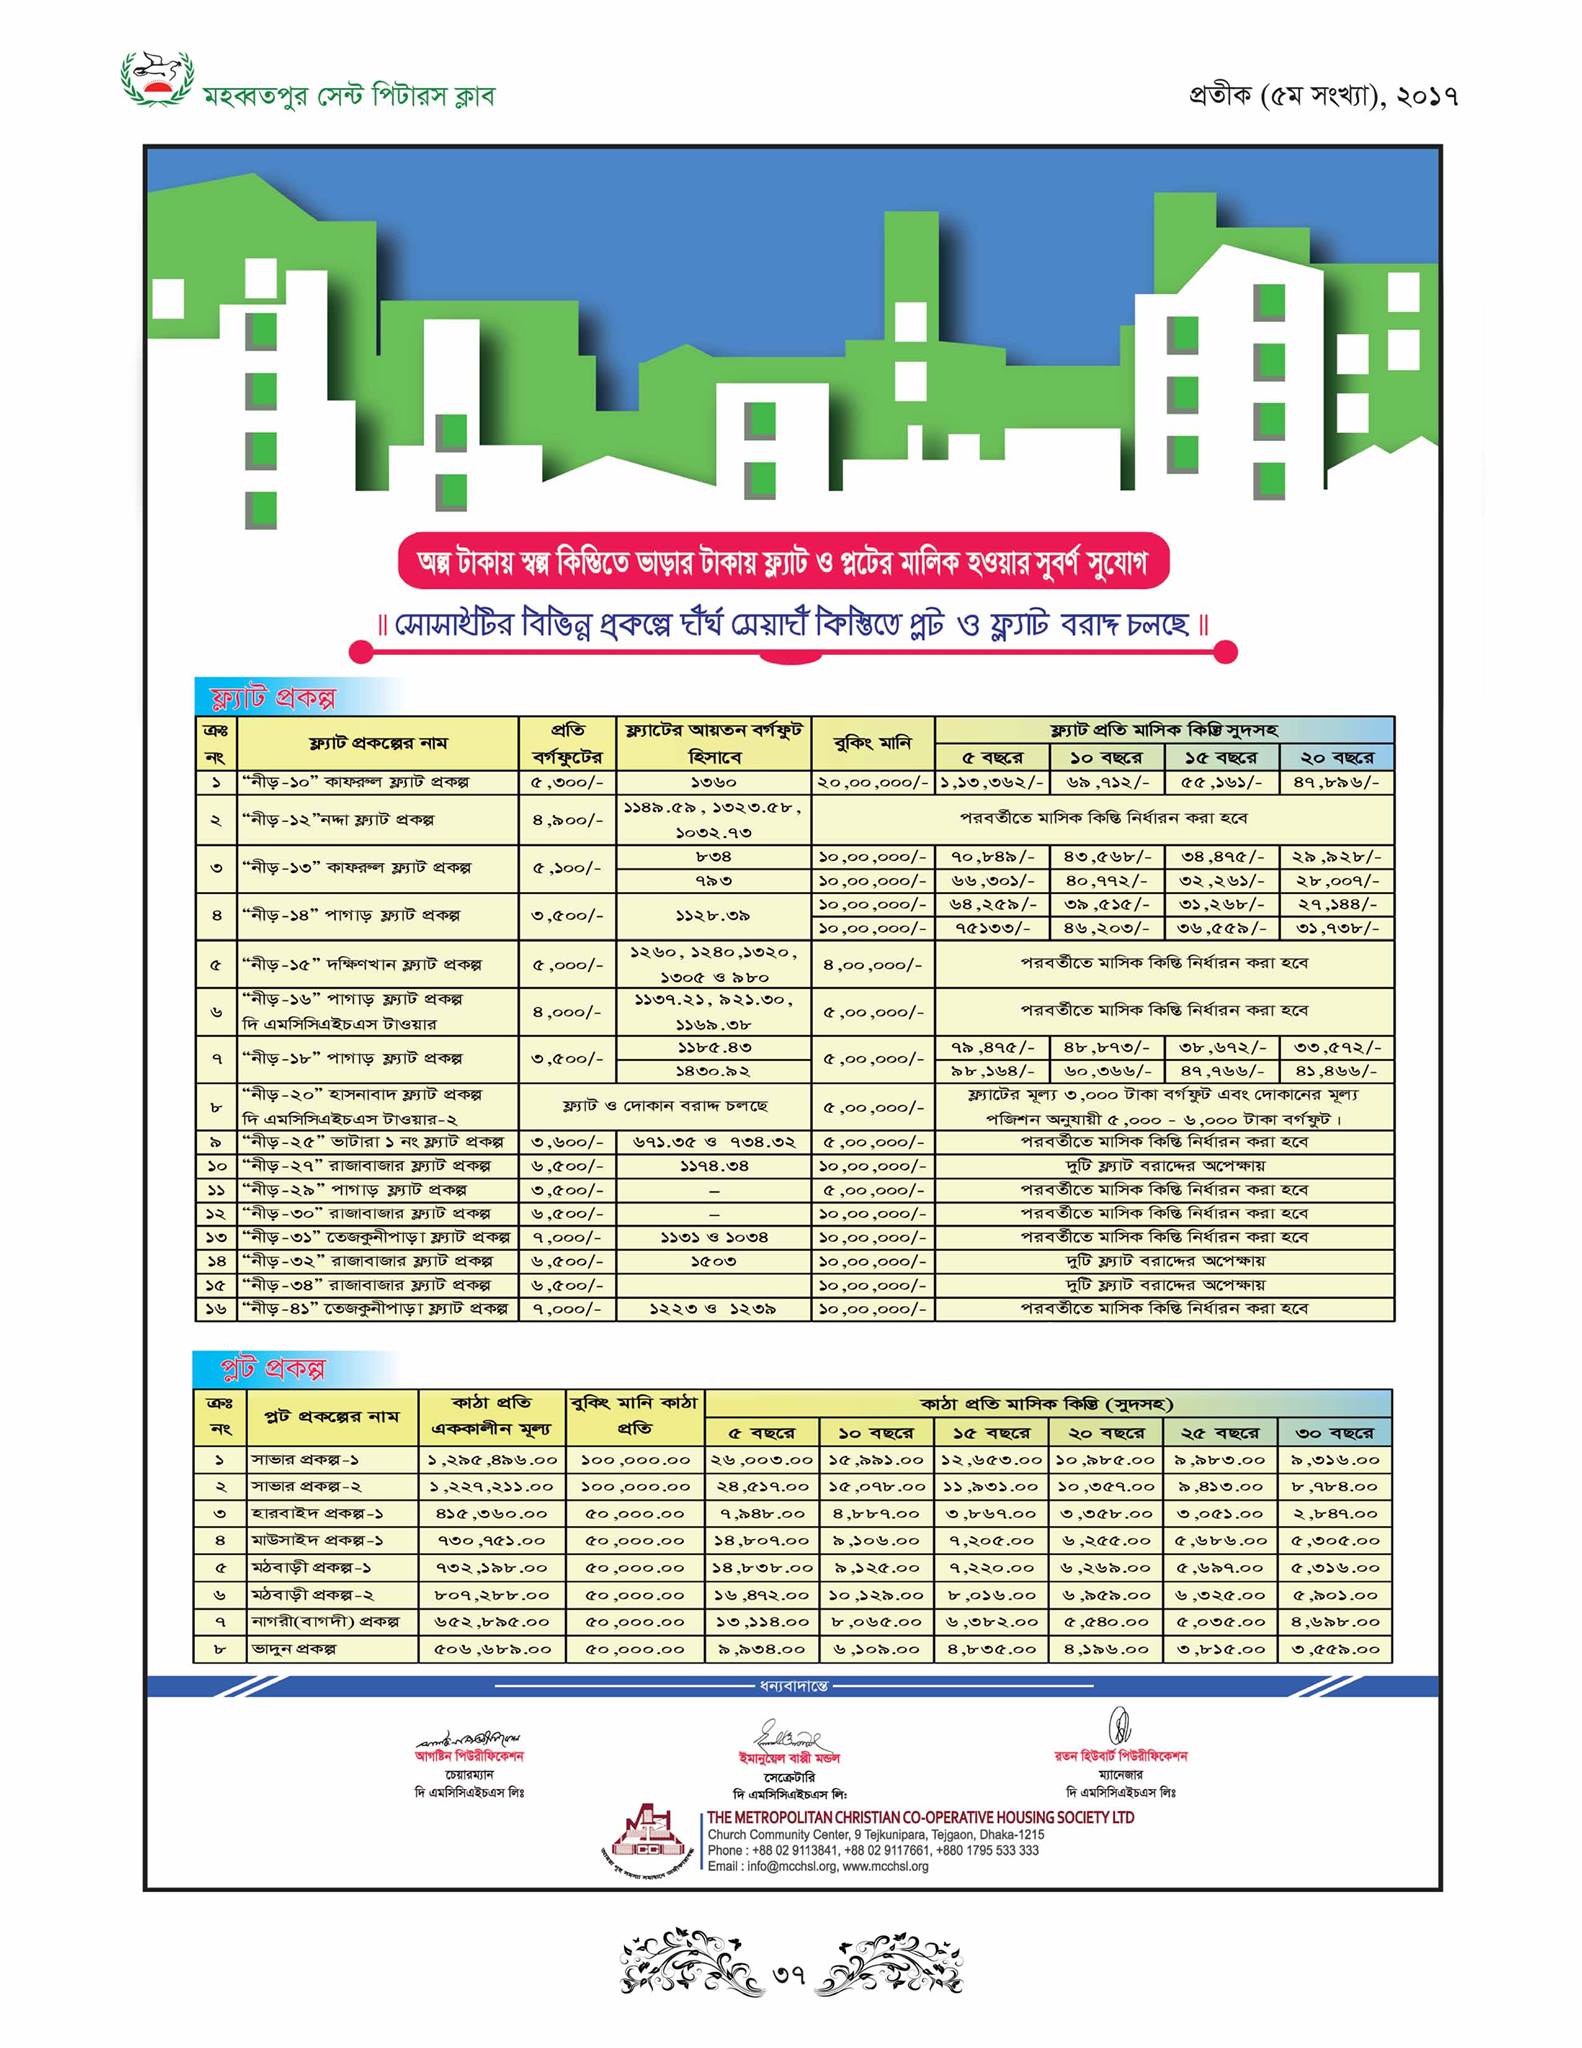 মহব্বতপুর সেন্ট পিটারস ক্লাব
প্রতীক (৫ম সংখ্যা), ২০১৭
অল্প টাকায় স্বল্প কিস্তিতে ভাড়ার টাকায় ফ্ল্যাট ও প্লটের মালিক হওয়ার সুবর্ণ সুযোগ
॥ সোসাইটির বিভিন্ন প্রকল্পে দীর্ঘ মেয়াদী কিস্তিতে প্লট ও ফ্ল্যাট বরাদ্দ চলছে ॥
ফ্ল্যাট প্রকল্প
ক্রঃ নং ফ্ল্যাট প্রকল্পের নাম প্রতি বর্গফুটের ফ্ল্যাটের আয়তন বর্গফুট হিসাবে বুকিং মানি ফ্ল্যাট প্রতি মাসিক কিস্তি সুদসহ
৫ বছরে ১০ বছরে ১৫ বছরে ২০ বছরে
১ “নীড়-১০” কাফরুল ফ্ল্যাট প্রকল্প ৫,৩০০/- ১৩৬০ ২০,০০,০০০/- ১,১৩,৩৬২/- ৬৯,৭১২/- ৫৫,১৬১/- ৪৭,৮৯৬/-
২ “নীড়-১২”নদ্দা ফ্ল্যাট প্রকল্প ৪,৯০০/- ১১৪৯.৫৯, ১৩২৩.৫৮, ১০৩২.৭৩ পরবর্তীতে মাসিক কিস্তি নির্ধারন করা হবে
৩ “নীড়-১৩” কাফরুল ফ্ল্যাট প্রকল্প ৫,১০০/- ৮৩৪ ১০,০০,০০০/- ৭০,৮৪৯/- ৪৩,৫৬৮/- ৩৪,৪৭৫/- ২৯,৯২৮/-
৭৯৩ ১০,০০,০০০/- ৬৬,৩০১/- ৪০,৭৭২/- ৩২,২৬১/- ২৮,০০৭/-
৪ “নীড়-১৪” পাগাড় ফ্ল্যাট প্রকল্প ৩,৫০০/- ১১২৮.৩৯ ১০,০০,০০০/- ৬৪,২৫৯/- ৩৯,৫১৫/- ৩১,২৬৮/- ২৭,১৪৪/-
১০,০০,০০০/- ৭৫১৩৩/- ৪৬,২০৩/- ৩৬,৫৫৯/- ৩১,৭৩৮/-
৫ “নীড়-১৫” দক্ষিণখান ফ্ল্যাট প্রকল্প ৫,০০০/- ১২৬০, ১২৪০,১৩২০, ১৩০৫ ও ৯৮০ ৪,০০,০০০/- পরবর্তীতে মাসিক কিস্তি নির্ধারন করা হবে
৬ “নীড়-১৬” পাগাড় ফ্ল্যাট প্রকল্প দি এমসিসিএইচএস টাওয়ার ৪,০০০/- ১১৩৭.২১, ৯২১.৩০, ১১৬৯.৩৮ ৫,০০,০০০/- পরবর্তীতে মাসিক কিস্তি নির্ধারন করা হবে
৭ “নীড়-১৮” পাগাড় ফ্ল্যাট প্রকল্প ৩,৫০০/- ১১৮৫.৪৩ ৫,০০,০০০/- ৭৯,৪৭৫/- ৪৮,৮৭৩/- ৩৮,৬৭২/- ৩৩,৫৭২/-
১৪৩০.৯২ ৯৮,১৬৪/- ৬০,৩৬৬/- ৪৭,৭৬৬/- ৪১,৪৬৬/-
৮ “নীড়-২০” হাসনাবাদ ফ্ল্যাট প্রকল্প দি এমসিসিএইচএস টাওয়ার-২ ফ্ল্যাট ও দোকান বরাদ্দ চলছে ৫,০০,০০০/- ফ্ল্যাটের মূল্য ৩,০০০ টাকা বর্গফুট এবং দোকানের মূল্য পজিশন অনুযায়ী ৫,০০০ - ৬,০০০ টাকা বর্গফুট।
৯ “নীড়-২৫” ভাটারা ১ নং ফ্ল্যাট প্রকল্প ৩,৬০০/- ৬৭১.৩৫ ও ৭৩৪.৩২ ৫,০০,০০০/- পরবর্তীতে মাসিক কিস্তি নির্ধারন করা হবে
১০ “নীড়-২৭” রাজাবাজার ফ্ল্যাট প্রকল্প ৬,৫০০/- ১১৭৪.৩৪ ১০,০০,০০০/- দুটি ফ্ল্যাট বরাদ্দের অপেক্ষায়
১১ “নীড়-২৯” পাগাড় ফ্ল্যাট প্রকল্প ৩,৫০০/- – ৫,০০,০০০/- পরবর্তীতে মাসিক কিস্তি নির্ধারন করা হবে
১২ “নীড়-৩০” রাজাবাজার ফ্ল্যাট প্রকল্প ৬,৫০০/- – ১০,০০,০০০/- পরবর্তীতে মাসিক কিস্তি নির্ধারন করা হবে
১৩ “নীড়-৩১” তেজকুনীপাড়া ফ্ল্যাট প্রকল্প ৭,০০০/- ১১৩১ ও ১০৩৪ ১০,০০,০০০/- পরবর্তীতে মাসিক কিস্তি নির্ধারন করা হবে
১৪ “নীড়-৩২” রাজাবাজার ফ্ল্যাট প্রকল্প ৬,৫০০/- ১৫০৩ ১০,০০,০০০/- দুটি ফ্ল্যাট বরাদ্দের অপেক্ষায়
১৫ “নীড়-৩৪” রাজাবাজার ফ্ল্যাট প্রকল্প ৬,৫০০/- ১০,০০,০০০/- দুটি ফ্ল্যাট বরাদ্দের অপেক্ষায়
১৬ “নীড়-৪১” তেজকুনীপাড়া ফ্ল্যাট প্রকল্প ৭,০০০/- ১২২৩ ও ১২৩৯ ১০,০০,০০০/- পরবর্তীতে মাসিক কিস্তি নির্ধারন করা হবে
প্লট প্রকল্প
ক্রঃ নং প্লট প্রকল্পের নাম কাঠা প্রতি এককালীন মূল্য বুকিং মানি কাঠা প্রতি কাঠা প্রতি মাসিক কিস্তি (সুদসহ)
৫ বছরে ১০ বছরে ১৫ বছরে ২০ বছরে ২৫ বছরে ৩০ বছরে
১ সাভার প্রকল্প-১ ১,২৯৫,৪৯৬.০০ ১০০,০০০.০০ ২৬,০০৩.০০ ১৫,৯৯১.০০ ১২,৬৫৩.০০ ১০,৯৮৫.০০ ৯,৯৮৩.০০ ৯,৩১৬.০০
২ সাভার প্রকল্প-২ ১,২২৭,২১১.০০ ১০০,০০০.০০ ২৪,৫১৭.০০ ১৫,০৭৮.০০ ১১,৯৩১.০০ ১০,৩৫৭.০০ ৯,৪১৩.০০ ৮,৭৮৪.০০
৩ হারবাইদ প্রকল্প-১ ৪১৫,৩৬০.০০ ৫০,০০০.০০ ৭,৯৪৮.০০ ৪,৮৮৭.০০ ৩,৮৬৭.০০ ৩,৩৫৮.০০ ৩,০৫১.০০ ২,৮৪৭.০০
৪ মাউসাইদ প্রকল্প-১ ৭৩০,৭৫১.০০ ৫০,০০০.০০ ১৪,৮০৭.০০ ৯,১০৬.০০ ৭,২০৫.০০ ৬,২৫৫.০০ ৫,৬৮৬.০০ ৫,৩০৫.০০
৫ মঠবাড়ী প্রকল্প-১ ৭৩২,১৯৮.০০ ৫০,০০০.০০ ১৪,৮৩৮.০০ ৯,১২৫.০০ ৭,২২০.০০ ৬,২৬৯.০০ ৫,৬৯৭.০০ ৫,৩১৬.০০
৬ মঠবাড়ী প্রকল্প-২ ৮০৭,২৮৮.০০ ৫০,০০০.০০ ১৬,৪৭২.০০ ১০,১২৯.০০ ৮,০১৬.০০ ৬,৯৫৯.০০ ৬,৩২৫.০০ ৫,৯০১.০০
৭ নাগরী(বাগদী) প্রকল্প ৬৫২,৮৯৫.০০ ৫০,০০০.০০ ১৩,১১৪.০০ ৮,০৬৫.০০ ৬,৩৮২.০০ ৫,৫৪০.০০ ৫,০৩৫.০০ ৪,৬৯৮.০০
৮ ভাদুন প্রকল্প ৫০৬,৬৮৯.০০ ৫০,০০০.০০ ৯,৯৩৪.০০ ৬,১০৯.০০ ৪,৮৩৫.০০ ৪,১৯৬.০০ ৩,৮১৫.০০ ৩,৫৫৯.০০
ধন্যবাদান্তে
আগষ্টিন পিউরীফিকেশন
চেয়ারম্যান
দি এমসিসিএইচএস লিঃ
ইমানুয়েল বাপ্পী মন্ডল
সেক্রেটারি
দি এমসিসিএইচএস লি:
রতন হিউবার্ট পিউরীফিকেশন
ম্যানেজার
দি এমসিসিএইচএস লিঃ
THE METROPOLITAN CHRISTIAN CO-OPERATIVE HOUSING SOCIETY LTD
Church Community Center, 9 Tejkunipara, Tejgaon, Dhaka-1215
Phone : +88 02 9113841, +88 02 9117661, +880 1795 533 333
Email : info@mcchsl.org, www.mcchsl.org
৩৭